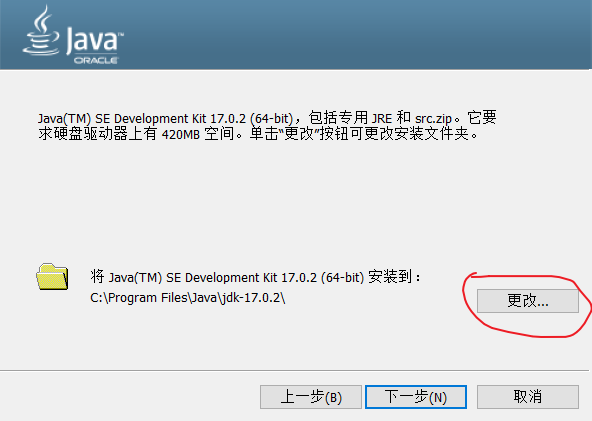 Java™
ORACLE
Java(TM) SE Development Kit 17.0.2 (64-bit)，包括专用 JRE 和 src.zip。它要
求硬盘驱动器上有 420MB 空间。单击“更改”按钮可更改安装文件夹。
将 Java(TM) SE Development Kit 17.0.2 (64-bit) 安装到：
C:\Program Files\Java\jdk-17.0.2\
更改...
上一步(B)
下一步(N)
取消